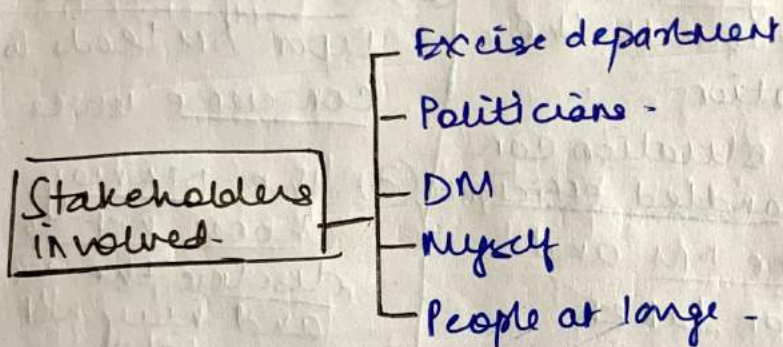 Excise department
Politicians -
Stakeholders
involved.
DM
Myself
People at large -